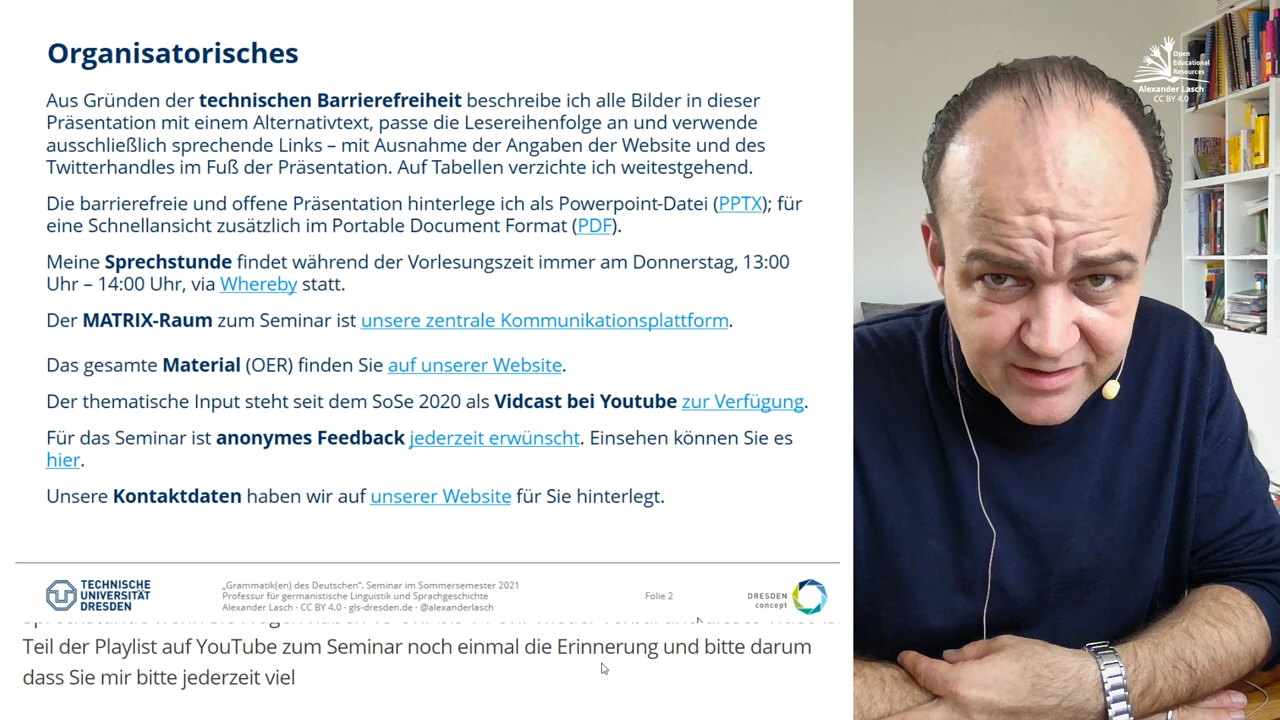 Organisatorisches
Aus Gründen der technischen Barrierefreiheit beschreibe ich alle Bilder in dieser
Präsentation mit einem Alternativtext, passe die Lesereihenfolge an und verwende
ausschließlich sprechende Links – mit Ausnahme der Angaben der Website und des
Twitterhandles im Fuß der Präsentation. Auf Tabellen verzichte ich weitestgehend.
Die barrierefreie und offene Präsentation hinterlege ich als Powerpoint-Datei (PPTX); für
eine Schnellansicht zusätzlich im Portable Document Format (PDF).
Meine Sprechstunde findet während der Vorlesungszeit immer am Donnerstag, 13:00
Uhr – 14:00 Uhr, via Whereby statt.
Der MATRIX-Raum zum Seminar ist unsere zentrale Kommunikationsplattform.
Das gesamte Material (OER) finden Sie auf unserer Website.
Der thematische Input steht seit dem SoSe 2020 als Vidcast bei Youtube zur Verfügung.
Für das Seminar ist anonymes Feedback jederzeit erwünscht. Einsehen können Sie es
hier.
Unsere Kontaktdaten haben wir auf unserer Website für Sie hinterlegt.
TECHNISCHE
UNIVERSITÄT
DRESDEN
„Grammatik(en) des Deutschen“. Seminar im Sommersemester 2021
Professur für germanistische Linguistik und Sprachgeschichte
Alexander Lasch · CC BY 4.0 · gls-dresden.de · @alexanderlasch
Folie 2
DRESDEN
concept
Teil der Playlist auf YouTube zum Seminar noch einmal die Erinnerung und bitte darum
dass Sie mir bitte jederzeit viel
Open
Educational
Resources
Alexander Lasch
CC BY 4.0